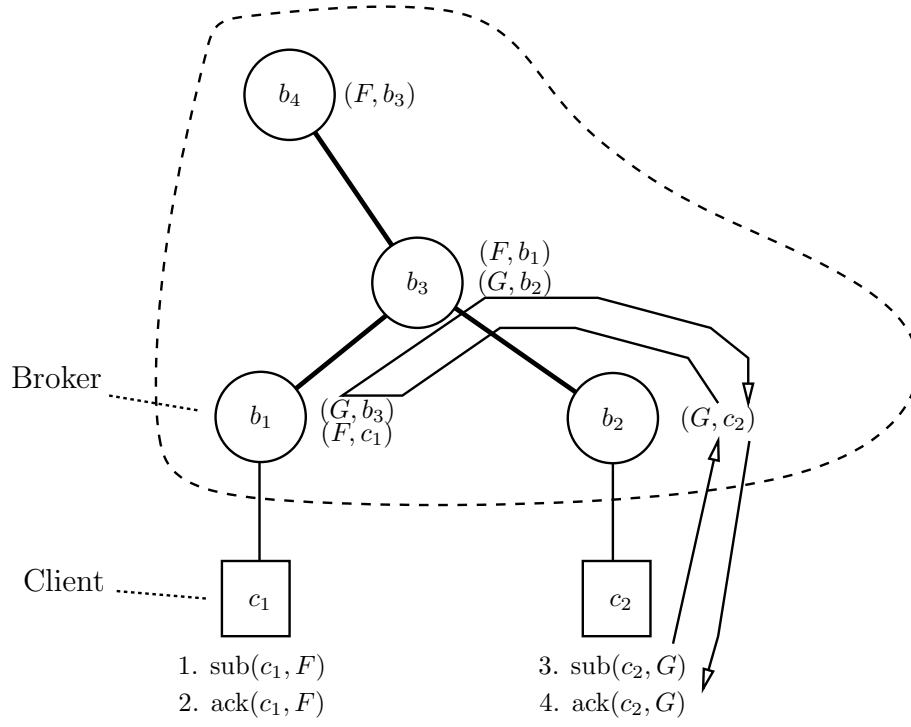 b₄ (F, b₃)
(F, b₁)
b₃ (G, b₂)
Broker
(G, b₃)
b₁ (F, c₁) b₂ (G, c₂)
Client
c₁ c₂
1. sub(c₁, F) 3. sub(c₂, G)
2. ack(c₁, F) 4. ack(c₂, G)